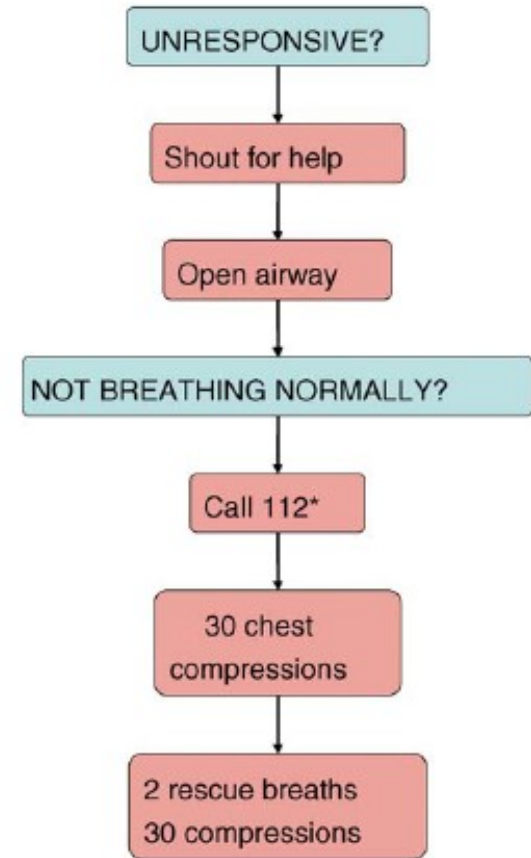 UNRESPONSIVE?
Shout for help
Open airway
NOT BREATHING NORMALLY?
Call 112*
30 chest
compressions
2 rescue breaths
30 compressions